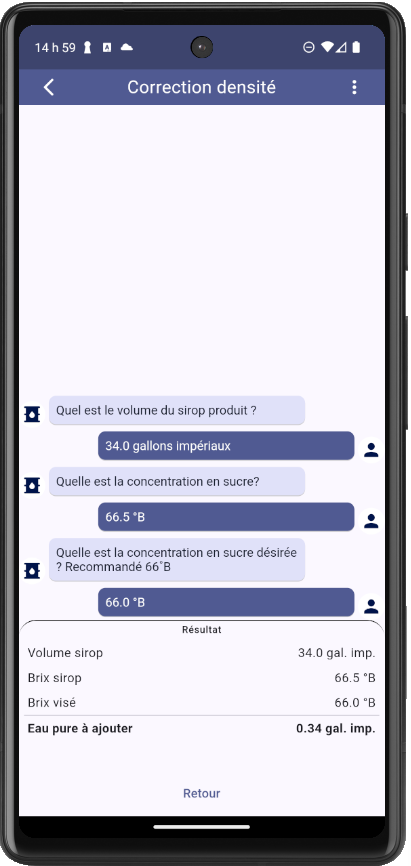 14 h 59
Correction densité
Quel est le volume du sirop produit ?
34.0 gallons impériaux
Quelle est la concentration en sucre?
66.5 °B
Quelle est la concentration en sucre désirée
? Recommandé 66°B
66.0 °B
Résultat
Volume sirop 34.0 gal. imp.
Brix sirop 66.5 °B
Brix visé 66.0 °B
Eau pure à ajouter 0.34 gal. imp.
Retour